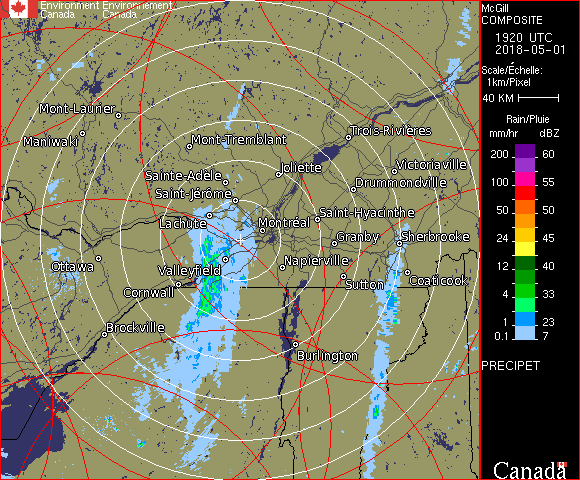 Environment Environnement
Canada Canada
McGill
COMPOSITE
1920 UTC
2018-05-01
Scale/Échelle:
1km/Pixel
40 KM
Rain/Pluie
mm/hr dBZ
200 60
150 57
100 55
50 50
24 45
12 40
4 33
1 23
0.1 7
PRECIPET
Canada
Mont-Laurier
Maniwaki
Mont-Tremblant
Trois-Rivières
Sainte-Adèle
Joliette
Victoriaville
Drummondville
Saint-Jérôme
Lachute
Montréal
Saint-Hyacinthe
Granby
Sherbrooke
Ottawa
Valleyfield
Napierville
Cornwall
Sutton
Coaticook
Brockville
Burlington